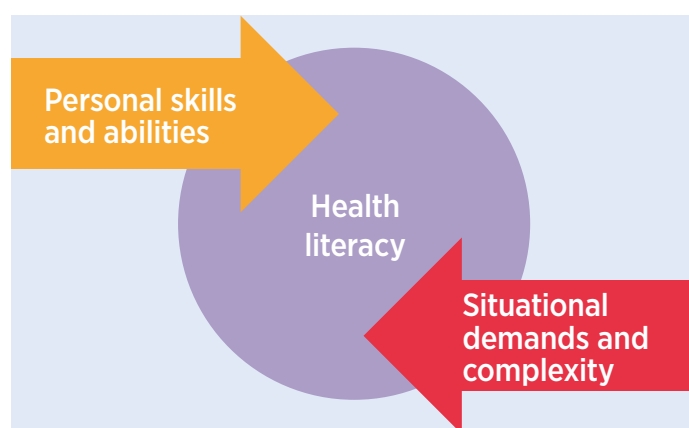 Personal skills
and abilities
Health
literacy
Situational
demands and
complexity